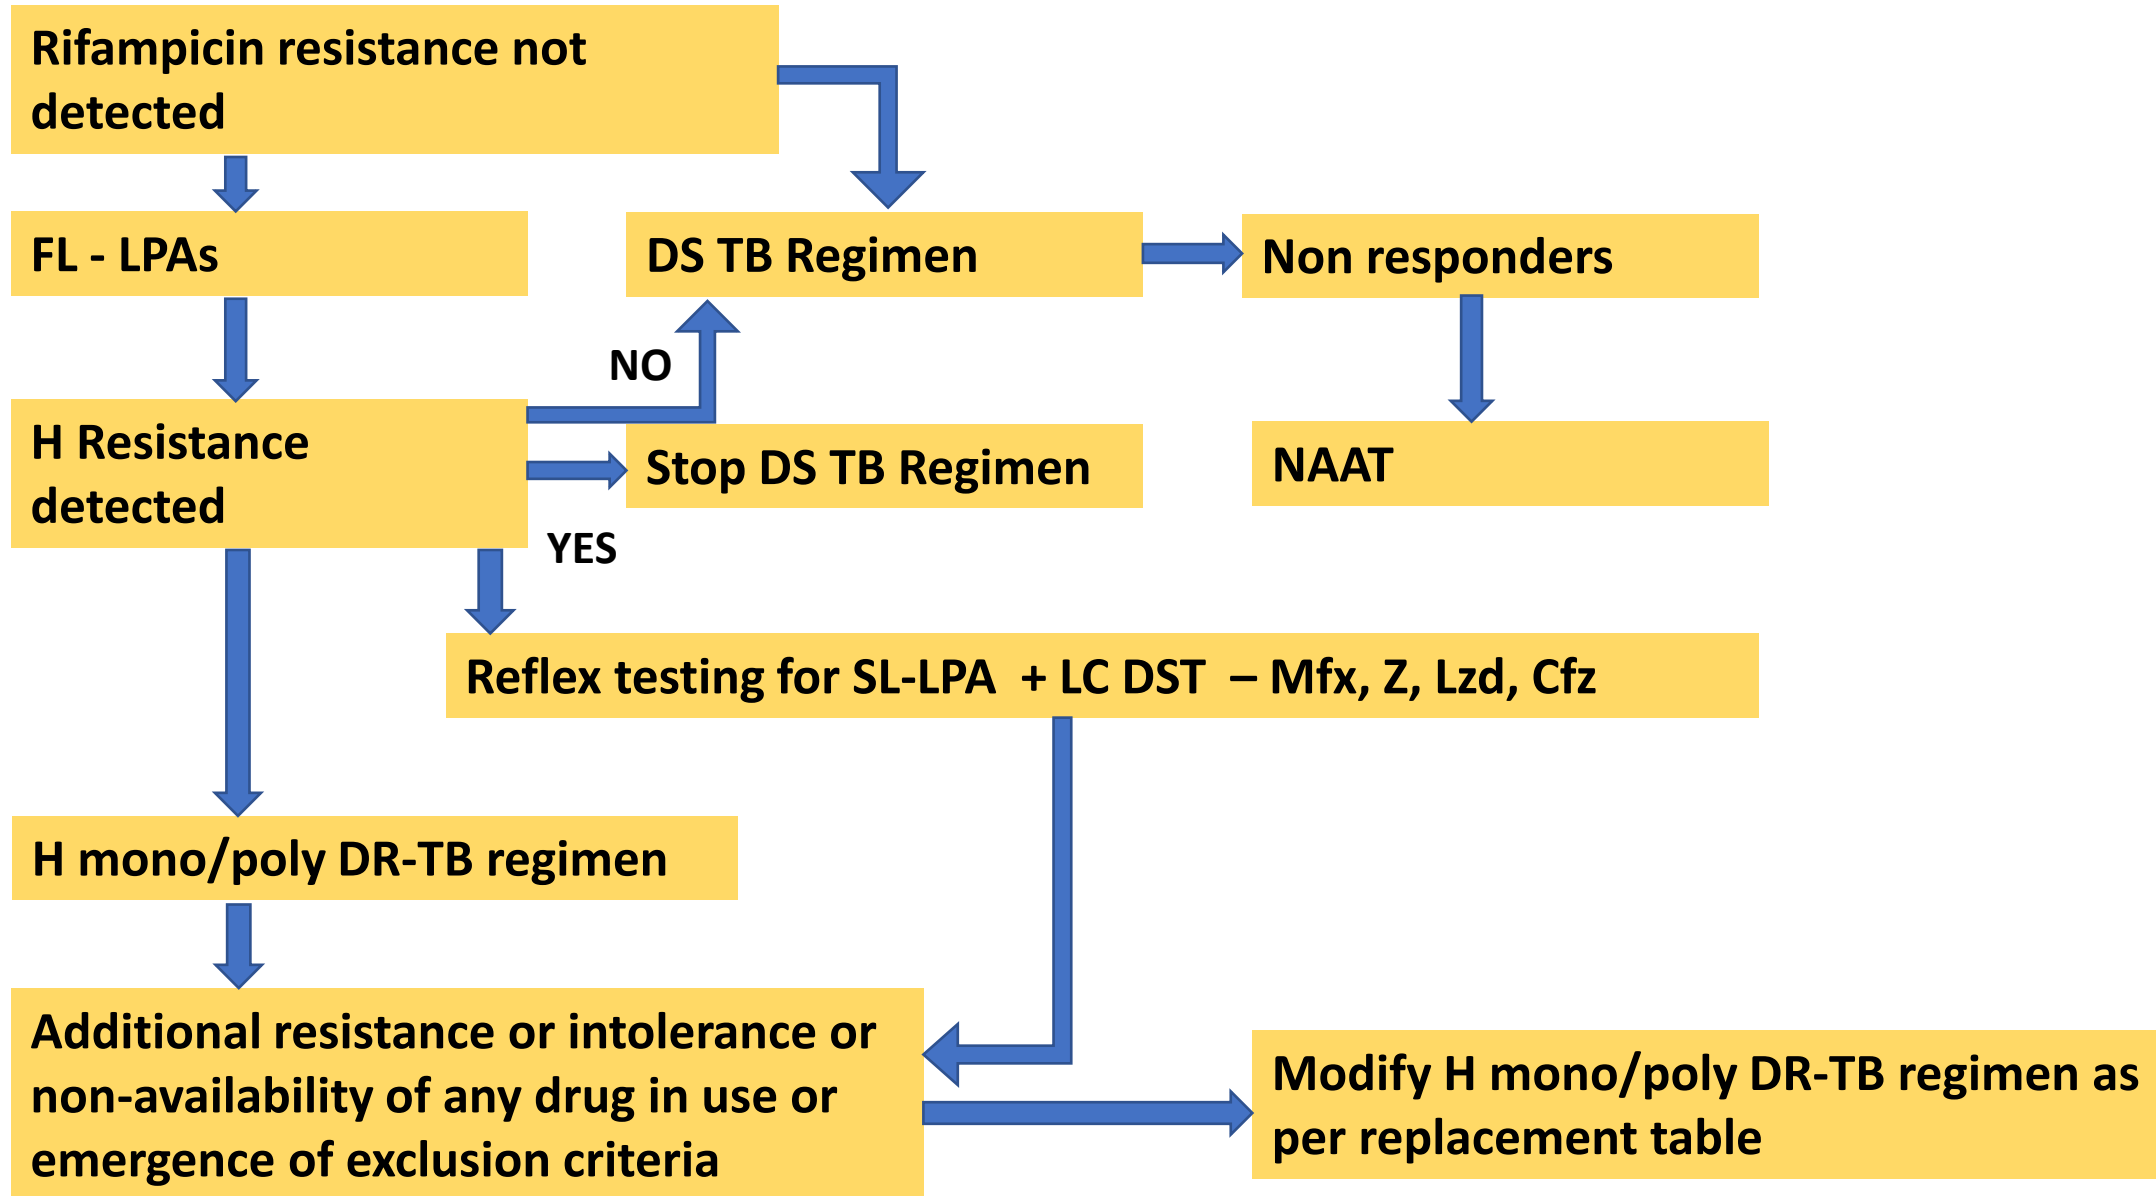 Rifampicin resistance not
detected
FL - LPAs
DS TB Regimen
Non responders
NO
H Resistance
detected
Stop DS TB Regimen
NAAT
YES
Reflex testing for SL-LPA + LC DST – Mfx, Z, Lzd, Cfz
H mono/poly DR-TB regimen
Additional resistance or intolerance or
non-availability of any drug in use or
emergence of exclusion criteria
Modify H mono/poly DR-TB regimen as
per replacement table